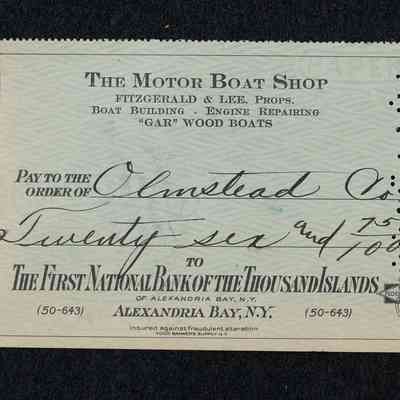 THE MOTOR BOAT SHOP
FITZGERALD & LEE, PROPS.
BOAT BUILDING - ENGINE REPAIRING
"GAR" WOOD BOATS
PAY TO THE
ORDER OF Olmstead Co
Twenty six and 75/100
TO
THE FIRST NATIONAL BANK OF THE THOUSAND ISLANDS
OF ALEXANDRIA BAY, N.Y.
(50-643) ALEXANDRIA BAY, N.Y. (50-643)
Insured against fraudulent alteration